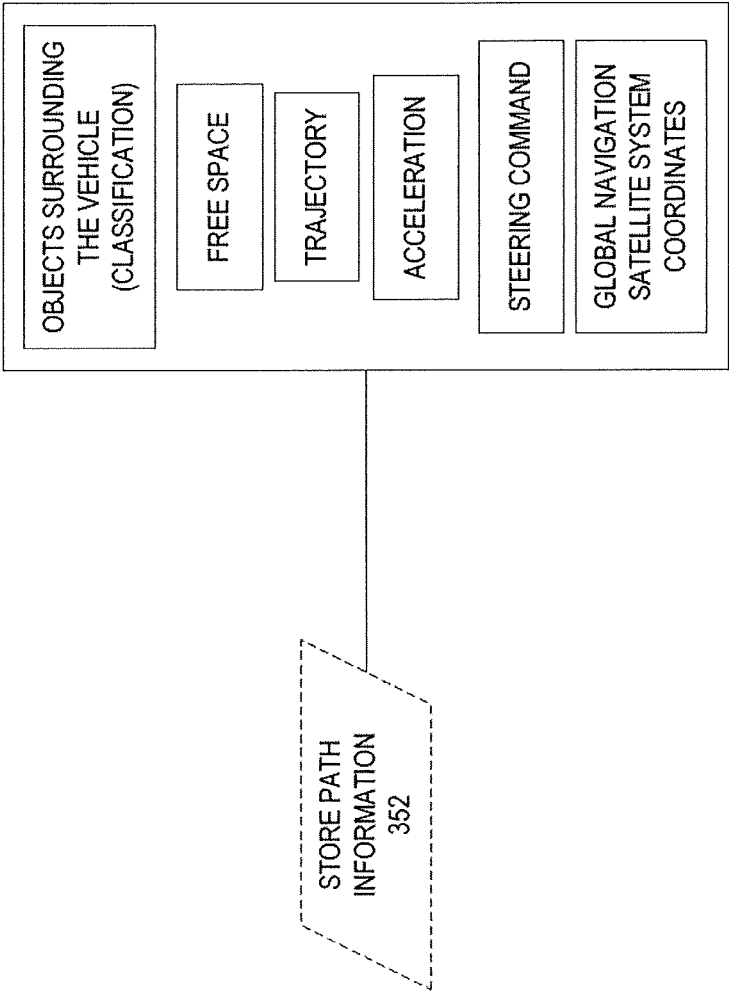 OBJECTS SURROUNDING
THE VEHICLE
(CLASSIFICATION)
FREE SPACE
TRAJECTORY
ACCELERATION
STEERING COMMAND
GLOBAL NAVIGATION
SATELLITE SYSTEM
COORDINATES
STORE PATH
INFORMATION
352